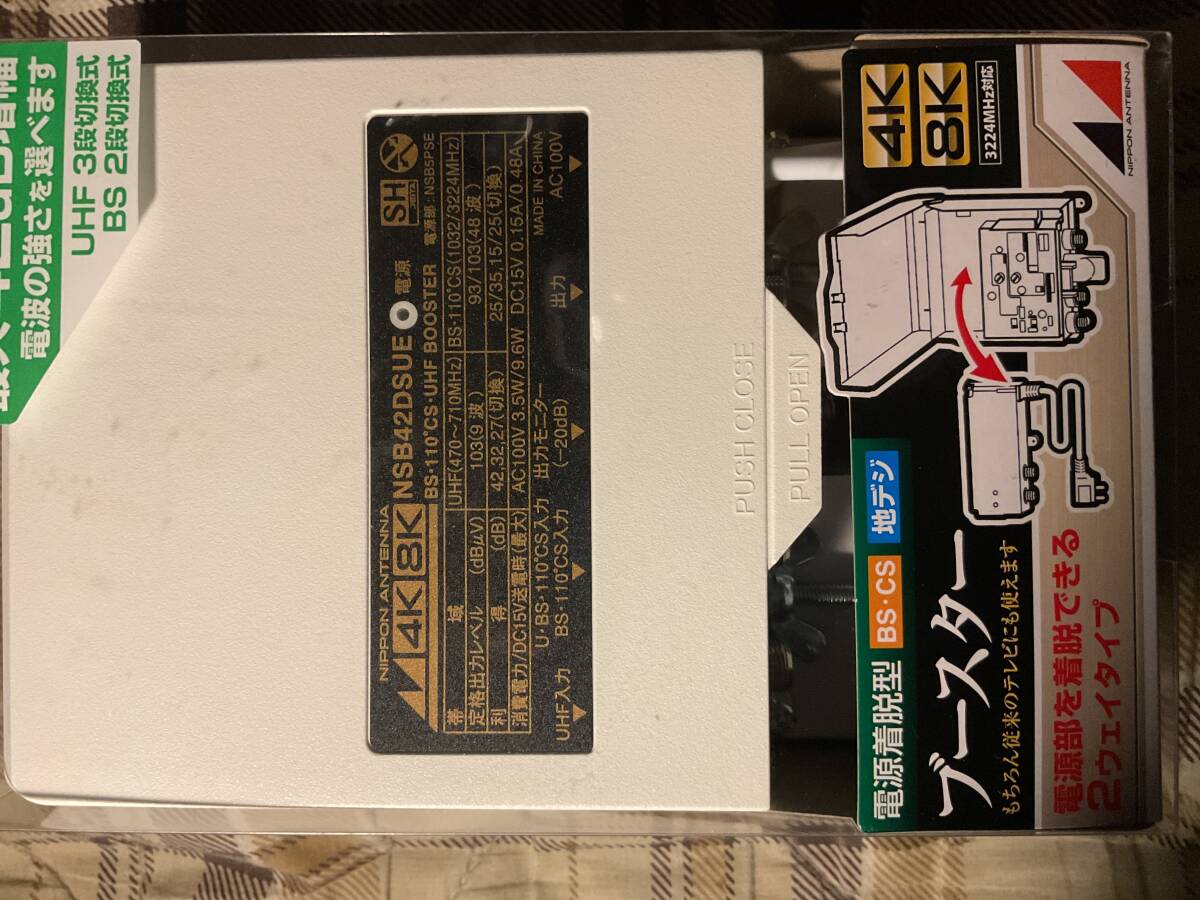 電波の強さを選べます
UHF 3段切換式
BS 2段切換式
NIPPON ANTENNA
4K 8K
NSB42DSUE 電源
BS・110°CS・UHF BOOSTER
電源部:NSB5PSE
SH
JEITA
帯 域 UHF(470~710MHz) BS・110°CS(1032/3224MHz)
定格出力レベル (dBμV) 103(9 波) 93/103(48 波)
利 得 (dB) 42,32,27(切換) 25/35,15/25(切換)
消費電力/DC15V送電時(最大) AC100V 3.5W/9.6W DC15V 0.15A/0.48A
MADE IN CHINA
U・BS・110°CS入力 出力モニター
UHF入力 BS・110°CS入力 (-20dB) 出力 AC100V
PUSH CLOSE
PULL OPEN
4K
8K
3224MHz対応
NIPPON ANTENNA
電源着脱型 BS・CS 地デジ
ブースター
もちろん従来のテレビにも使えます
電源部を着脱できる
2ウェイタイプ